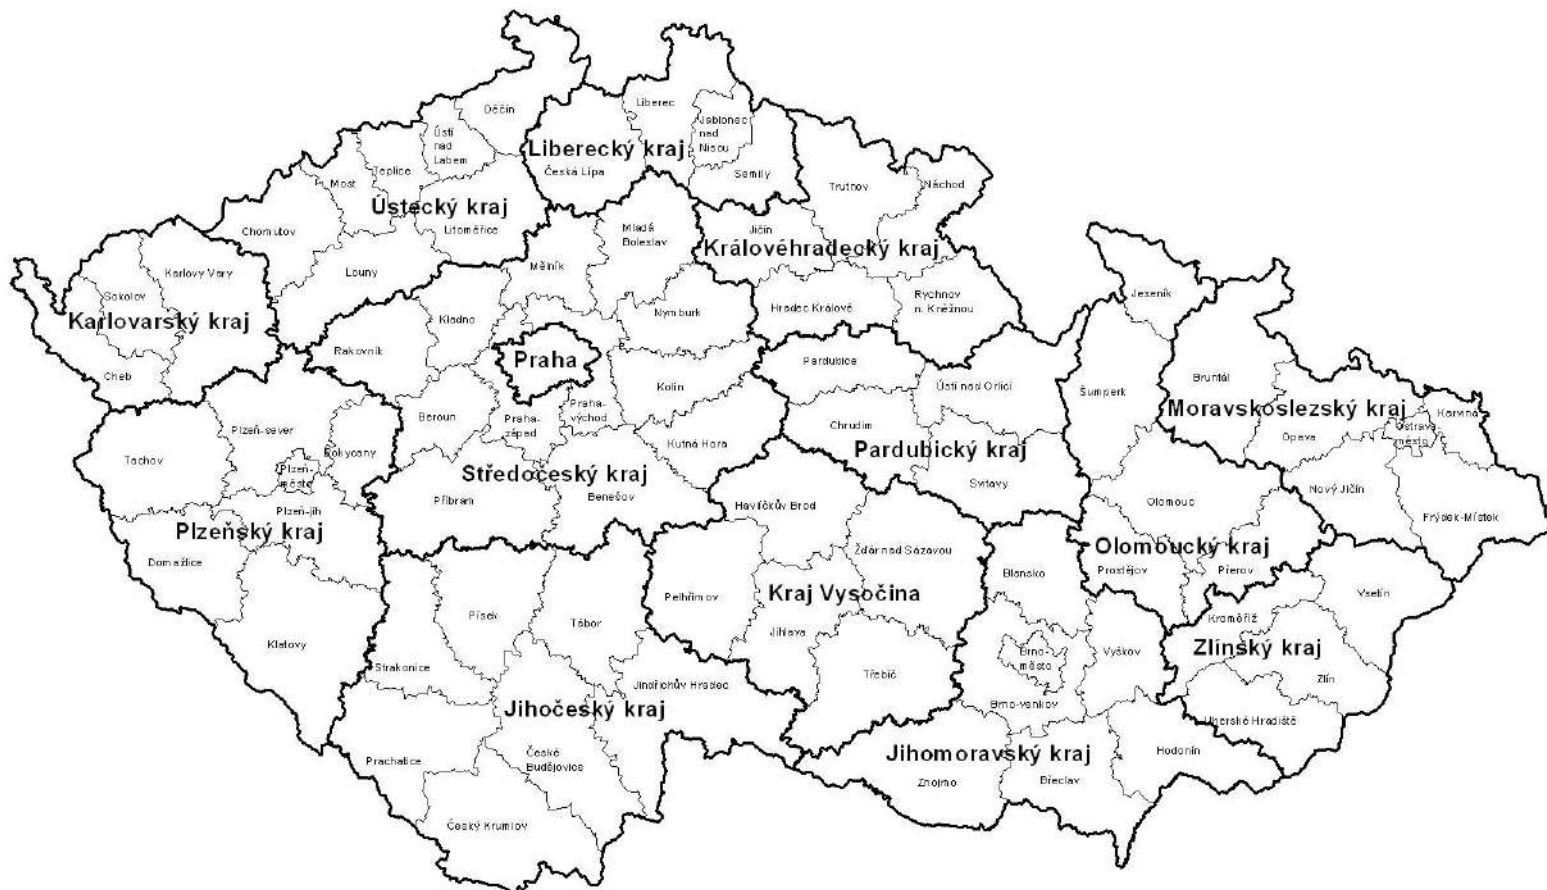 Děčín
Liberec
Ústí
nad
Labem
Jablonec
nad
Nisou
Liberecký kraj
Česká Lípa
Semily
Teplice
Most
Trutnov
Náchod
Ústecký kraj
Litoměřice
Chomutov
Louny
Mladá
Boleslav
Jičín
Královéhradecký kraj
Mělník
Karlovy Vary
Sokolov
Karlovarský kraj
Cheb
Hradec Králové
Rychnov
n. Kněžnou
Jeseník
Nymburk
Kladno
Rakovník
Praha
Pardubice
Kolín
Ústí nad Orlicí
Šumperk
Bruntál
Moravskoslezský kraj
Karviná
Ostrava-
město
Opava
Beroun
Praha-
západ
Praha-
východ
Chrudim
Pardubický kraj
Svitavy
Kutná Hora
Plzeň-sever
Rokycany
Tachov
Plzeň-
město
Středočeský kraj
Příbram
Benešov
Plzeň-jih
Plzeňský kraj
Domažlice
Havlíčkův Brod
Nový Jičín
Frýdek-Místek
Olomouc
Olomoucký kraj
Prostějov
Přerov
Žďár nad Sázavou
Blansko
Kraj Vysočina
Pelhřimov
Jihlava
Vsetín
Kroměříž
Zlínský kraj
Zlín
Písek
Tábor
Klatovy
Strakonice
Brno-
město
Vyškov
Třebíč
Jindřichův Hradec
Brno-venkov
Uherské Hradiště
Jihočeský kraj
Hodonín
Jihomoravský kraj
Znojmo
Břeclav
Prachatice
České
Budějovice
Český Krumlov